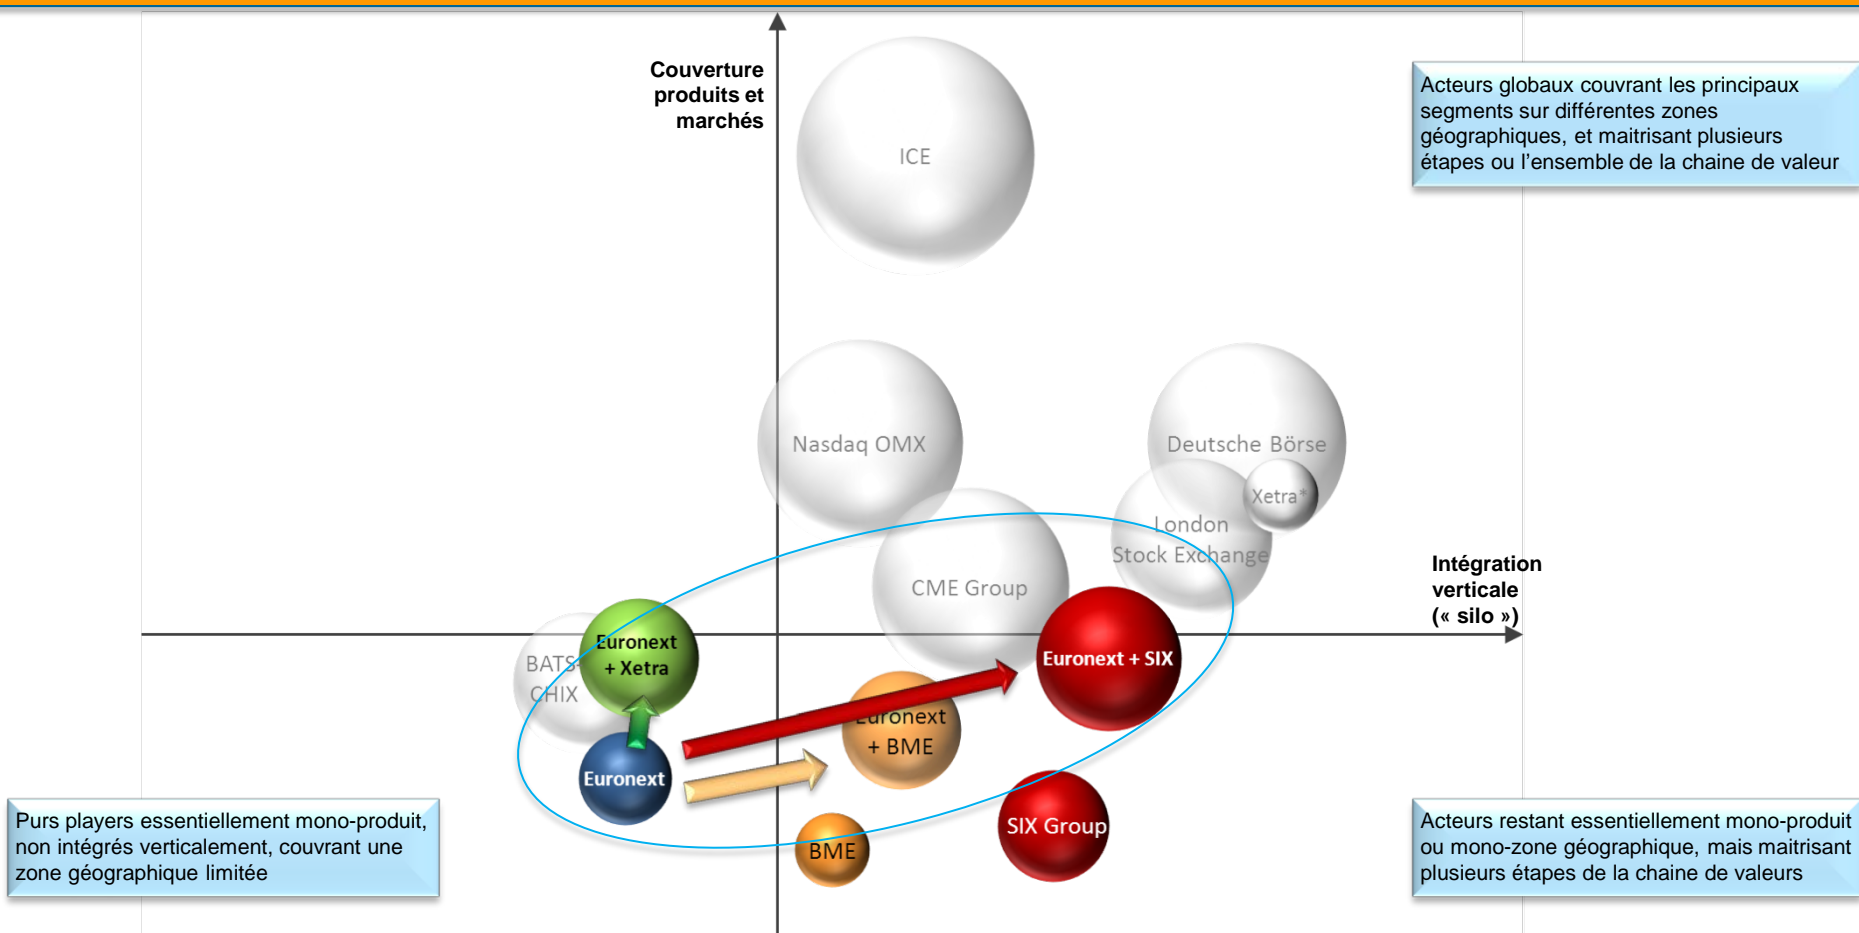 Couverture
produits et
marchés
Acteurs globaux couvrant les principaux
segments sur différentes zones
géographiques, et maitrisant plusieurs
étapes ou l’ensemble de la chaine de valeur
ICE
Nasdaq OMX
Deutsche Börse
Xetra*
London
Stock Exchange
CME Group
Intégration
verticale
(« silo »)
BATS-
CHIX
Euronext
+ Xetra
Euronext + SIX
Euronext
+ BME
Euronext
SIX Group
BME
Purs players essentiellement mono-produit,
non intégrés verticalement, couvrant une
zone géographique limitée
Acteurs restant essentiellement mono-produit
ou mono-zone géographique, mais maitrisant
plusieurs étapes de la chaine de valeurs